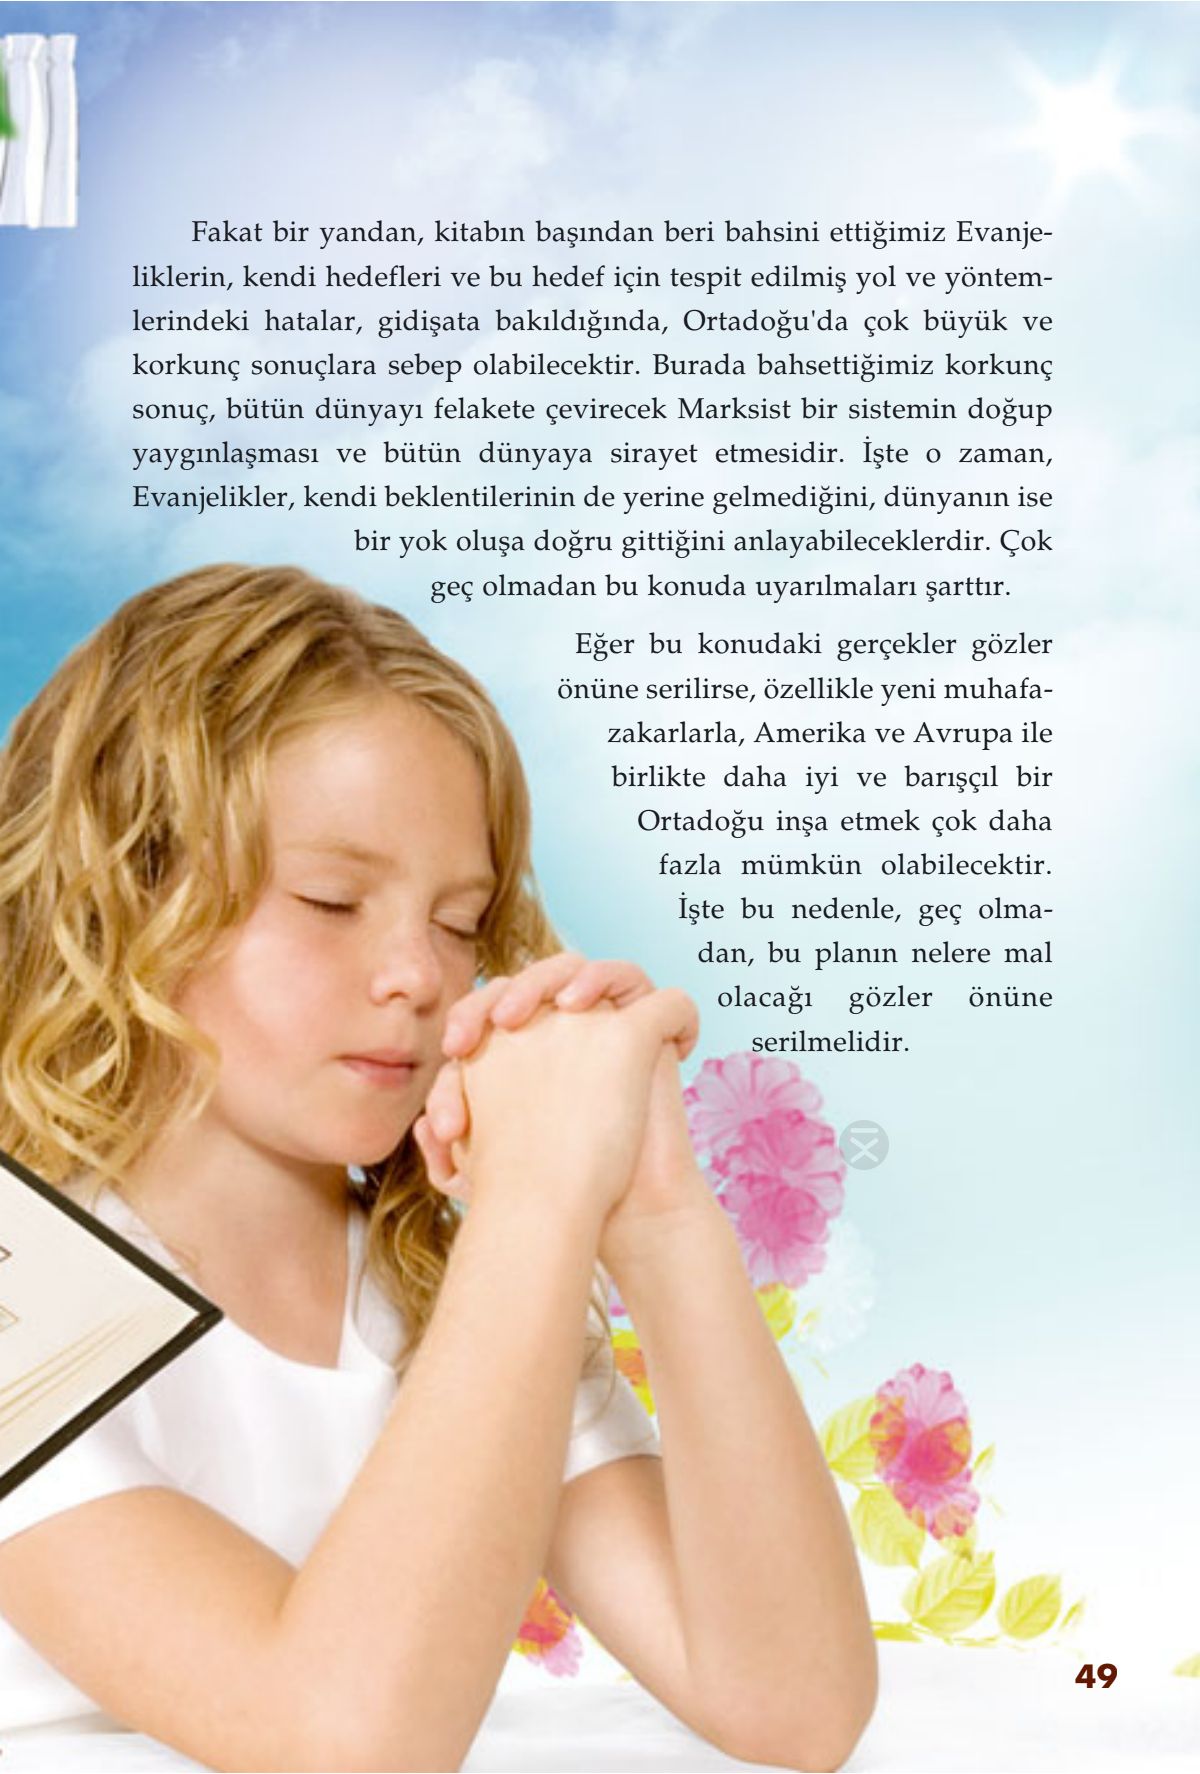 Fakat bir yandan, kitabın başından beri bahsini ettiğimiz Evanje-
liklerin, kendi hedefleri ve bu hedef için tespit edilmiş yol ve yöntem-
lerindeki hatalar, gidişata bakıldığında, Ortadoğu'da çok büyük ve
korkunç sonuçlara sebep olabilecektir. Burada bahsettiğimiz korkunç
sonuç, bütün dünyayı felakete çevirecek Marksist bir sistemin doğup
yaygınlaşması ve bütün dünyaya sirayet etmesidir. İşte o zaman,
Evanjelikler, kendi beklentilerinin de yerine gelmediğini, dünyanın ise
bir yok oluşa doğru gittiğini anlayabileceklerdir. Çok
geç olmadan bu konuda uyarılmaları şarttır.
Eğer bu konudaki gerçekler gözler
önüne serilirse, özellikle yeni muhafa-
zakarlarla, Amerika ve Avrupa ile
birlikte daha iyi ve barışçıl bir
Ortadoğu inşa etmek çok daha
fazla mümkün olabilecektir.
İşte bu nedenle, geç olma-
dan, bu planın nelere mal
olacağı gözler önüne
serilmelidir.
49